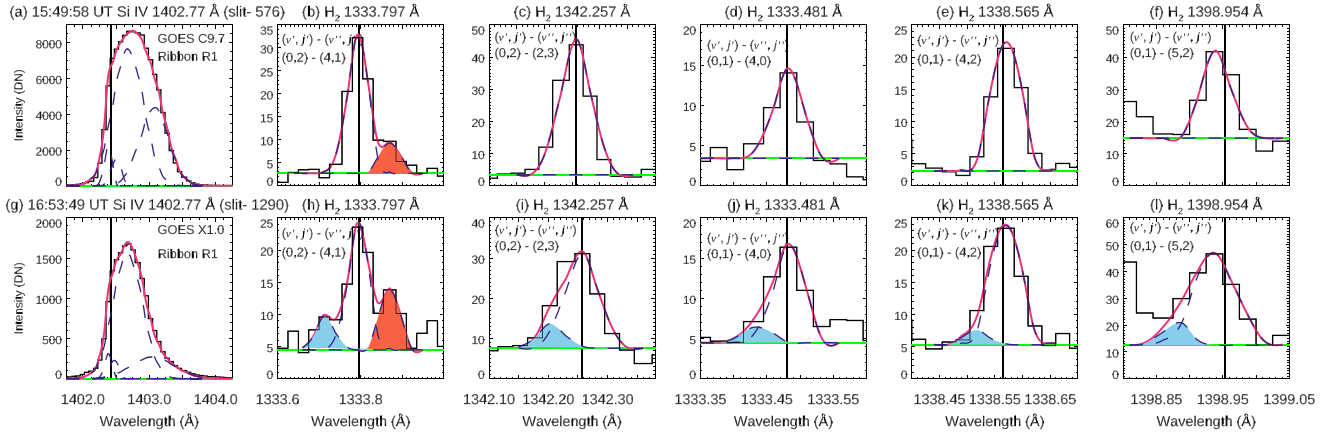 (a) 15:49:58 UT Si IV 1402.77 Å (slit- 576)
(b) H2 1333.797 Å
(c) H2 1342.257 Å
(d) H2 1333.481 Å
(e) H2 1338.565 Å
(f) H2 1398.954 Å
GOES C9.7
Ribbon R1
(v', j') - (v'', j'')
(0,2) - (4,1)
(v', j') - (v'', j'')
(0,2) - (2,3)
(v', j') - (v'', j'')
(0,1) - (4,0)
(v', j') - (v'', j'')
(0,1) - (4,2)
(v', j') - (v'', j'')
(0,1) - (5,2)
Intensity (DN)
8000
6000
4000
2000
0
35
30
25
20
15
10
5
0
50
40
30
20
10
0
20
15
10
5
0
25
20
15
10
5
0
50
40
30
20
10
0
(g) 16:53:49 UT Si IV 1402.77 Å (slit- 1290)
(h) H2 1333.797 Å
(i) H2 1342.257 Å
(j) H2 1333.481 Å
(k) H2 1338.565 Å
(l) H2 1398.954 Å
GOES X1.0
Ribbon R1
(v', j') - (v'', j'')
(0,2) - (4,1)
(v', j') - (v'', j'')
(0,2) - (2,3)
(v', j') - (v'', j'')
(0,1) - (4,0)
(v', j') - (v'', j'')
(0,1) - (4,2)
(v', j') - (v'', j'')
(0,1) - (5,2)
Intensity (DN)
2000
1500
1000
500
0
25
20
15
10
5
0
40
30
20
10
0
20
15
10
5
0
25
20
15
10
5
0
60
50
40
30
20
10
0
1402.0 1403.0 1404.0
1333.6 1333.8
1342.10 1342.20 1342.30
1333.35 1333.45 1333.55
1338.45 1338.55 1338.65
1398.85 1398.95 1399.05
Wavelength (Å)
Wavelength (Å)
Wavelength (Å)
Wavelength (Å)
Wavelength (Å)
Wavelength (Å)